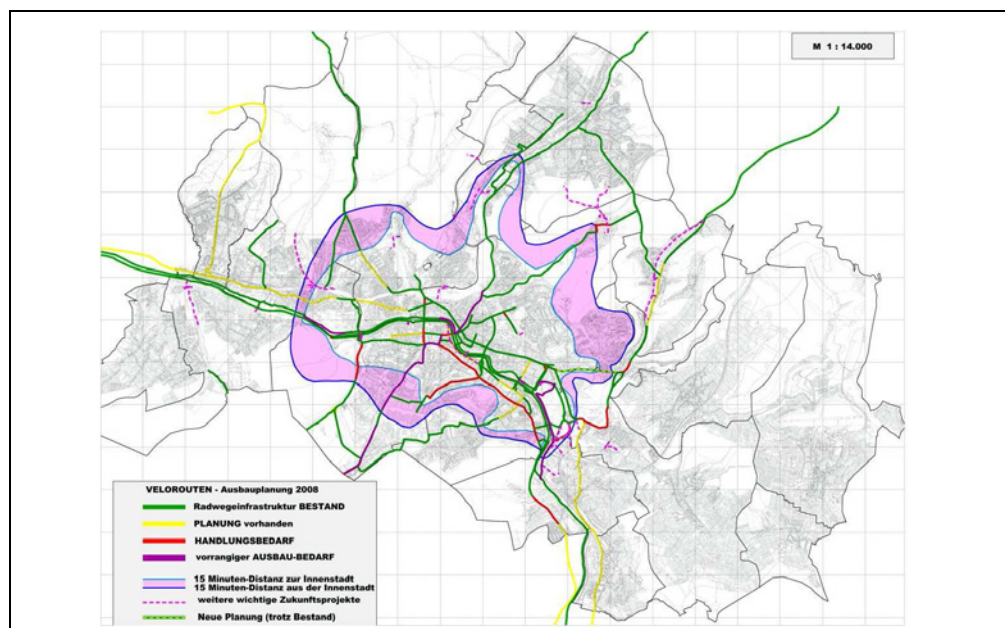 M 1 : 14.000
VELOROUTEN - Ausbauplanung 2008
Radwegeinfrastruktur BESTAND
PLANUNG vorhanden
HANDLUNGSBEDARF
vorrangiger AUSBAU-BEDARF
15 Minuten-Distanz zur Innenstadt
15 Minuten-Distanz aus der Innenstadt
weitere wichtige Zukunftsprojekte
Neue Planung (trotz Bestand)